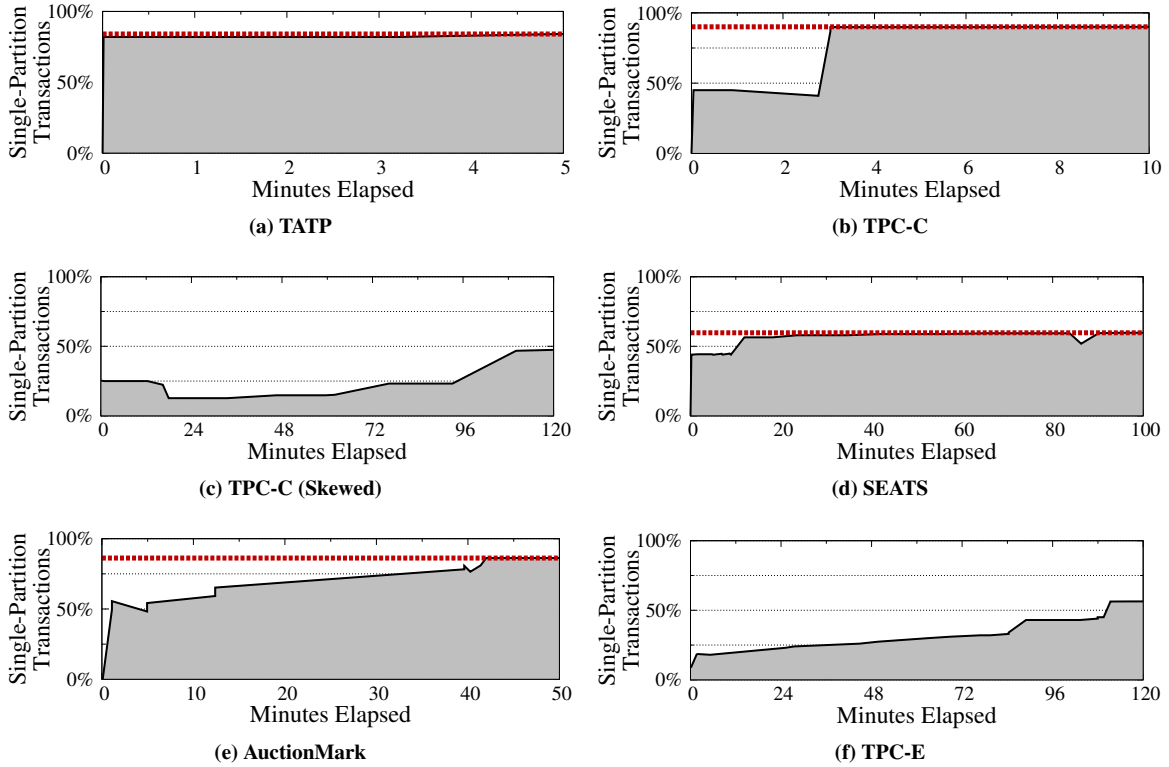 100%
50%
0%
Single-Partition
Transactions
0 1 2 3 4 5
Minutes Elapsed
(a) TATP
100%
50%
0%
Single-Partition
Transactions
0 2 4 6 8 10
Minutes Elapsed
(b) TPC-C
100%
50%
0%
Single-Partition
Transactions
0 24 48 72 96 120
Minutes Elapsed
(c) TPC-C (Skewed)
100%
50%
0%
Single-Partition
Transactions
0 20 40 60 80 100
Minutes Elapsed
(d) SEATS
100%
50%
0%
Single-Partition
Transactions
0 10 20 30 40 50
Minutes Elapsed
(e) AuctionMark
100%
50%
0%
Single-Partition
Transactions
0 24 48 72 96 120
Minutes Elapsed
(f) TPC-E